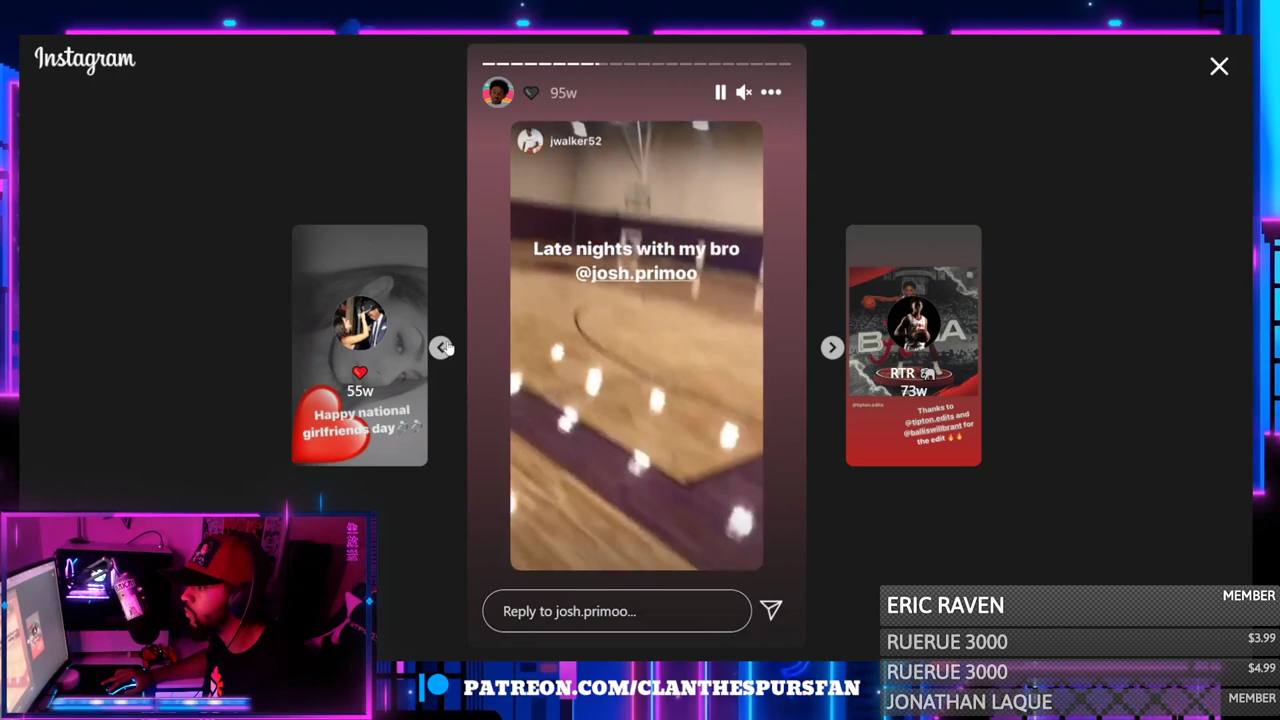 Instagram
95w
jwalker52
Late nights with my bro
@josh.primoo
55w
Happy national
girlfriends day
RTR
73w
@tipton.edits
Thanks to
@tipton.edits and
@balliswillbrant for
the edit
Reply to josh.primoo...
ERIC RAVEN MEMBER
RUERUE 3000 $3.99
RUERUE 3000 $4.99
JONATHAN LAQUE MEMBER
PATREON.COM/CLANTHESPURSFAN